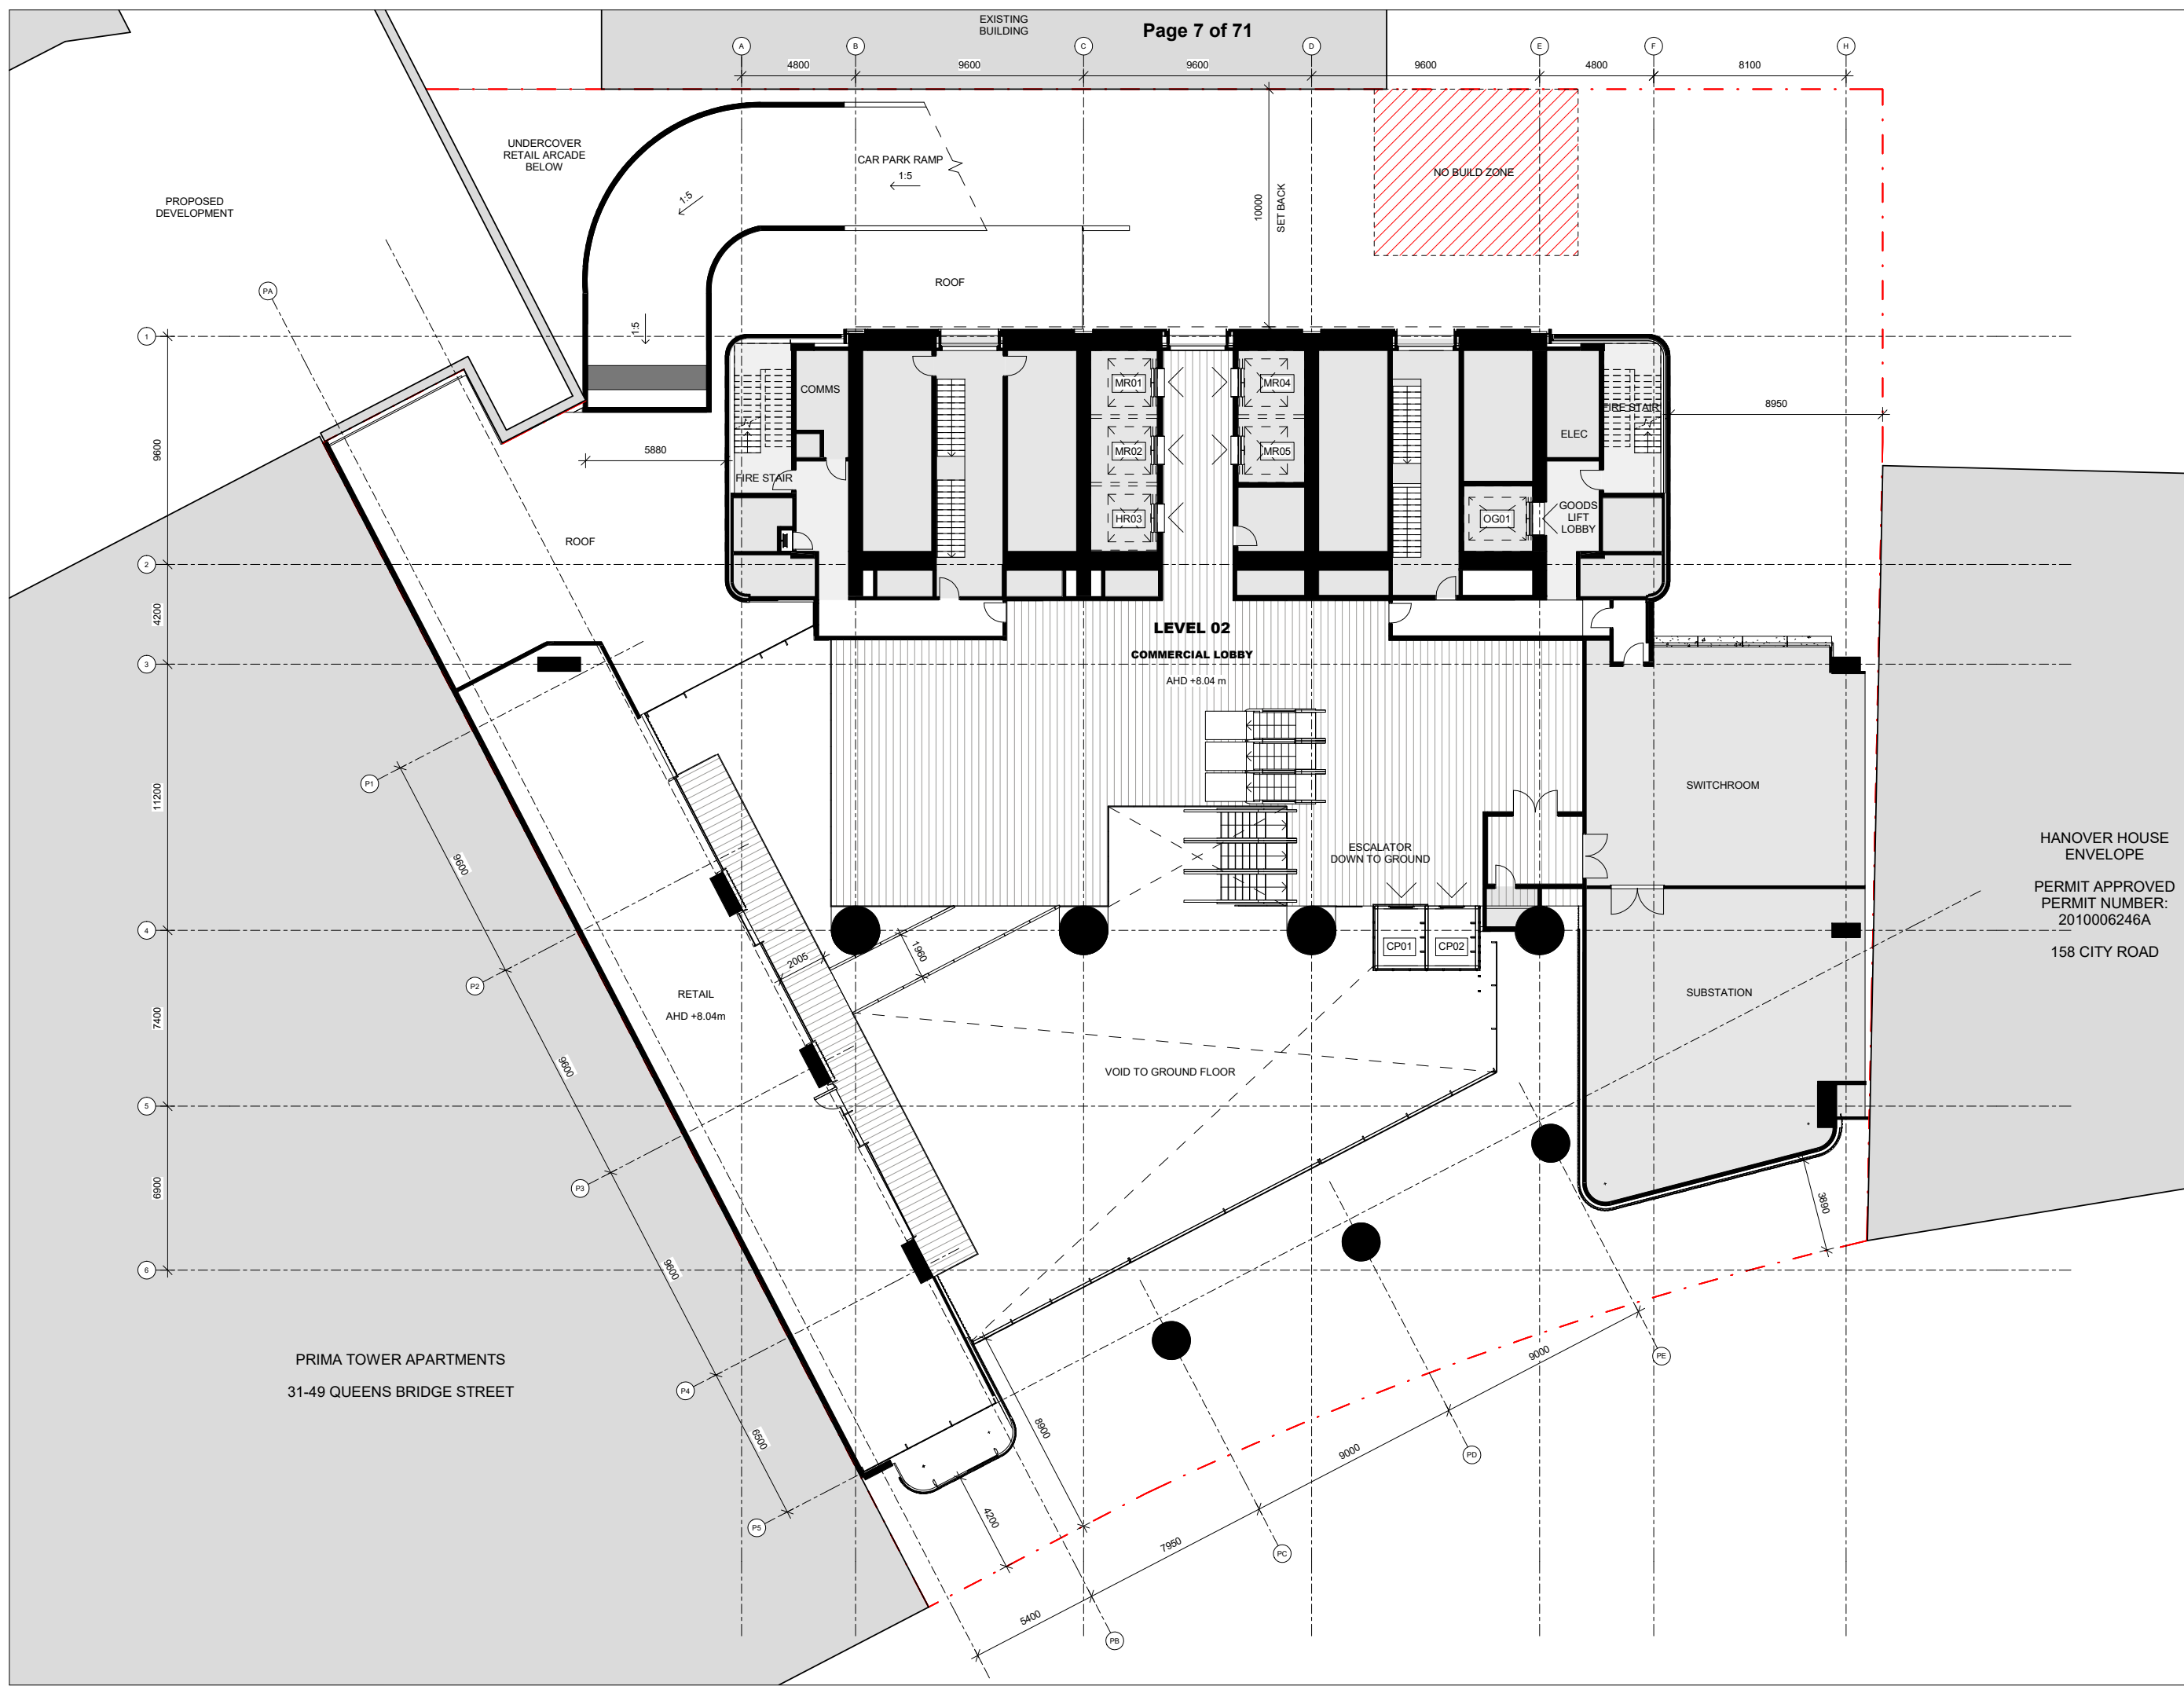 EXISTING
BUILDING
Page 7 of 71
A
B
C
D
E
F
H
4800
9600
9600
9600
4800
8100
UNDERCOVER
RETAIL ARCADE
BELOW
CAR PARK RAMP
1:5
1:5
1:5
NO BUILD ZONE
10000
SET BACK
PROPOSED
DEVELOPMENT
ROOF
PA
1
COMMS
MR01
MR04
FIRE STAIR
8950
ELEC
5880
MR02
MR05
FIRE STAIR
9600
HR03
OG01
GOODS
LIFT
LOBBY
ROOF
2
4200
LEVEL 02
COMMERCIAL LOBBY
AHD +8.04 m
3
P1
11200
SWITCHROOM
9600
ESCALATOR
DOWN TO GROUND
HANOVER HOUSE
ENVELOPE
PERMIT APPROVED
PERMIT NUMBER:
2010006246A
158 CITY ROAD
4
CP01
CP02
1960
2005
P2
RETAIL
AHD +8.04m
SUBSTATION
7400
9600
VOID TO GROUND FLOOR
5
P3
6900
3890
6
9600
PRIMA TOWER APARTMENTS
31-49 QUEENS BRIDGE STREET
P4
9000
PE
6500
8900
9000
PD
P5
4200
7950
PC
5400
PB